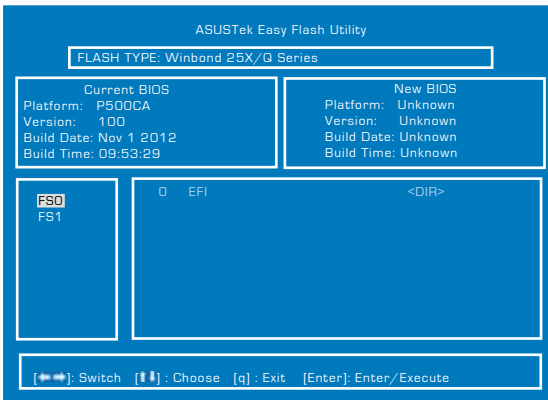 ASUSTek Easy Flash Utility
FLASH TYPE: Winbond 25X/Q Series
Current BIOS
Platform: P500CA
Version: 100
Build Date: Nov 1 2012
Build Time: 09:53:29
New BIOS
Platform: Unknown
Version: Unknown
Build Date: Unknown
Build Time: Unknown
FS0
FS1
0 EFI <DIR>
[←→]: Switch [↑↓] : Choose [q] : Exit [Enter]: Enter/Execute